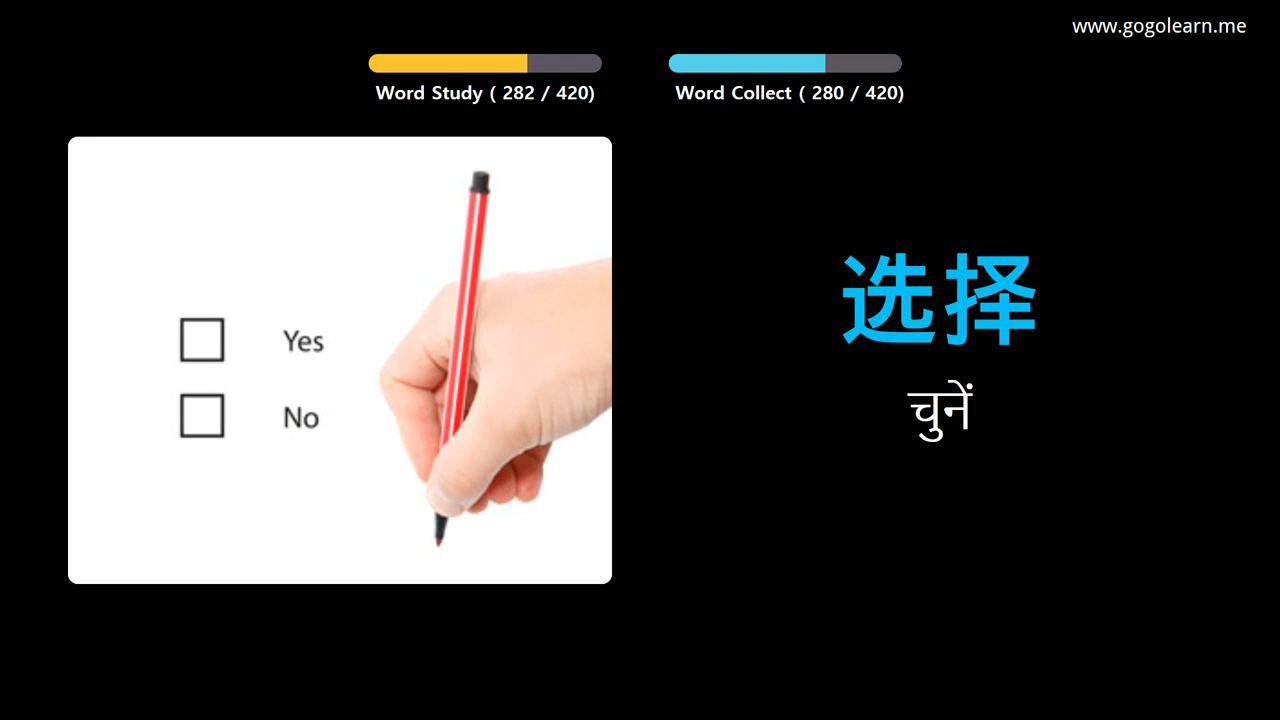 www.gogolearn.me
Word Study ( 282 / 420)
Word Collect ( 280 / 420)
Yes
No
选择
चुनें